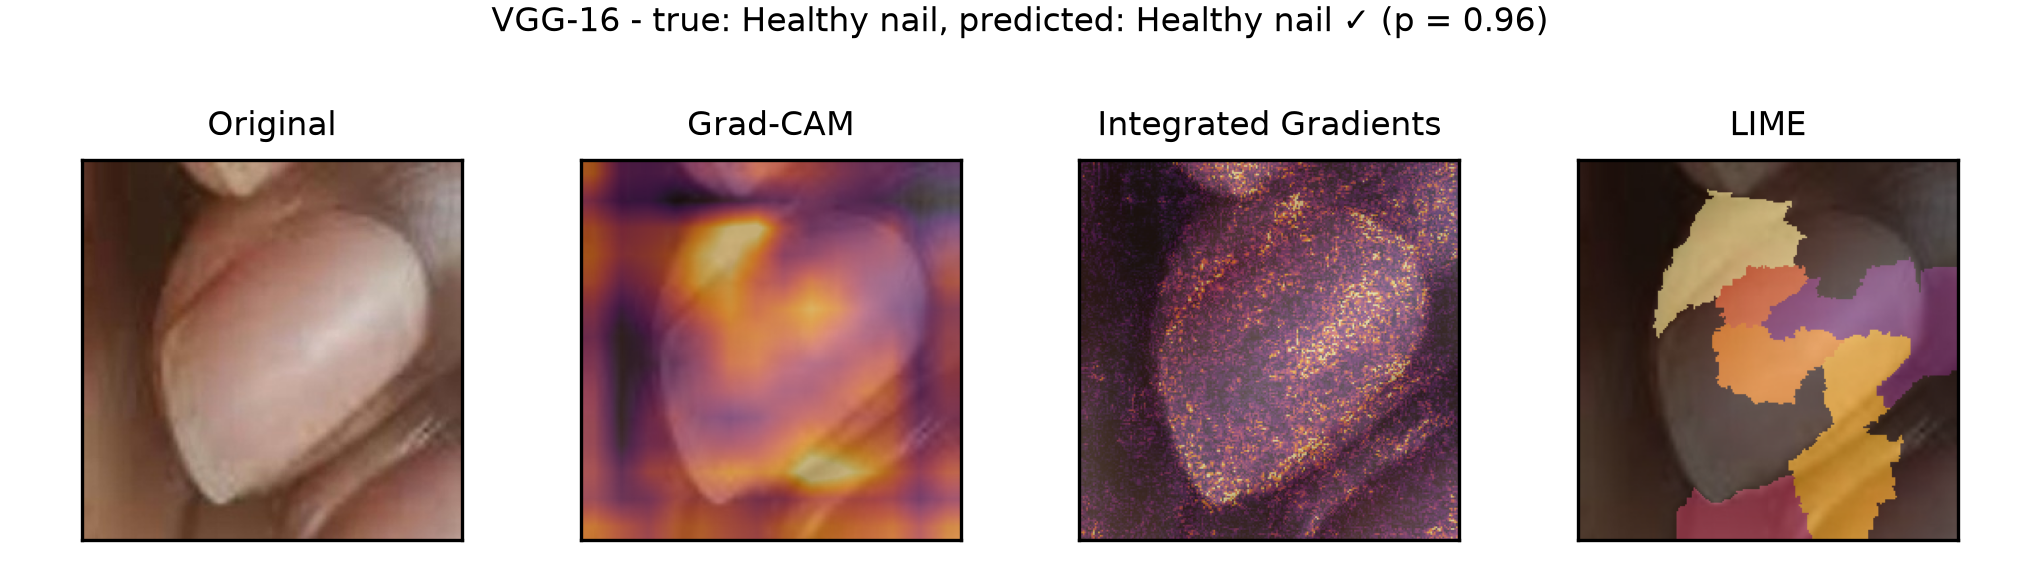 VGG-16 - true: Healthy nail, predicted: Healthy nail ✓ (p = 0.96)
Original
Grad-CAM
Integrated Gradients
LIME